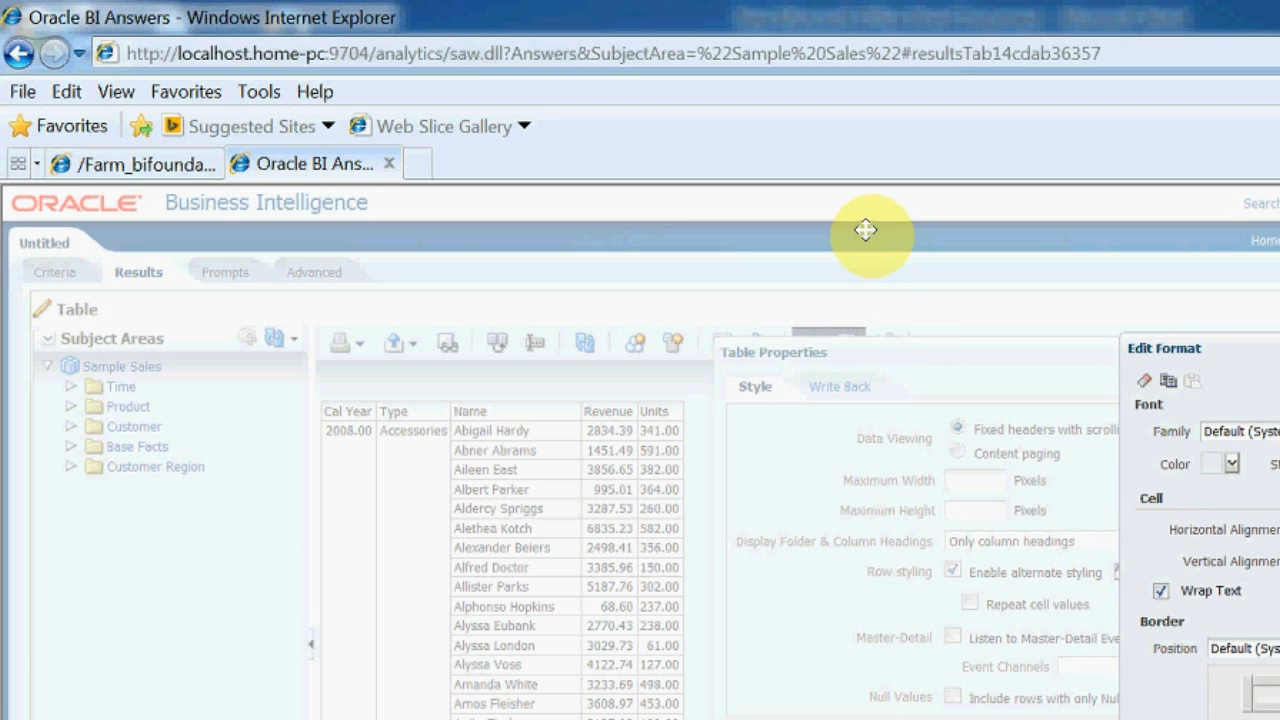 Oracle BI Answers - Windows Internet Explorer
http://localhost.home-pc:9704/analytics/saw.dll?Answers&SubjectArea=%22Sample%20Sales%22#resultsTab14cdab36357
File Edit View Favorites Tools Help
Favorites Suggested Sites Web Slice Gallery
/Farm_bifounda... Oracle BI Ans...
ORACLE Business Intelligence
Search
Untitled
Home
Criteria Results Prompts Advanced
Table
Subject Areas
Sample Sales
Time
Product
Customer
Base Facts
Customer Region
Cal Year Type Name Revenue Units
2008.00 Accessories Abigail Hardy 2834.39 341.00
Abner Abrams 1451.49 591.00
Aileen East 3856.65 382.00
Albert Parker 995.01 364.00
Aldercy Spriggs 3287.53 260.00
Alethea Kotch 6835.23 582.00
Alexander Beiers 2498.41 356.00
Alfred Doctor 3385.96 150.00
Allister Parks 5187.76 302.00
Alphonso Hopkins 68.60 237.00
Alyssa Eubank 2770.43 238.00
Alyssa London 3029.73 61.00
Alyssa Voss 4122.74 127.00
Amanda White 3233.69 498.00
Amos Fleisher 3608.97 453.00
Table Properties
Style Write Back
Data Viewing Fixed headers with scrolli
Content paging
Maximum Width Pixels
Maximum Height Pixels
Display Folder & Column Headings Only column headings
Row styling Enable alternate styling
Repeat cell values
Master-Detail Listen to Master-Detail Eve
Event Channels
Null Values Include rows with only Nul
Edit Format
Font
Family Default (Syste
Color
Cell
Horizontal Alignmen
Vertical Alignmen
Wrap Text
Border
Position Default (Sys